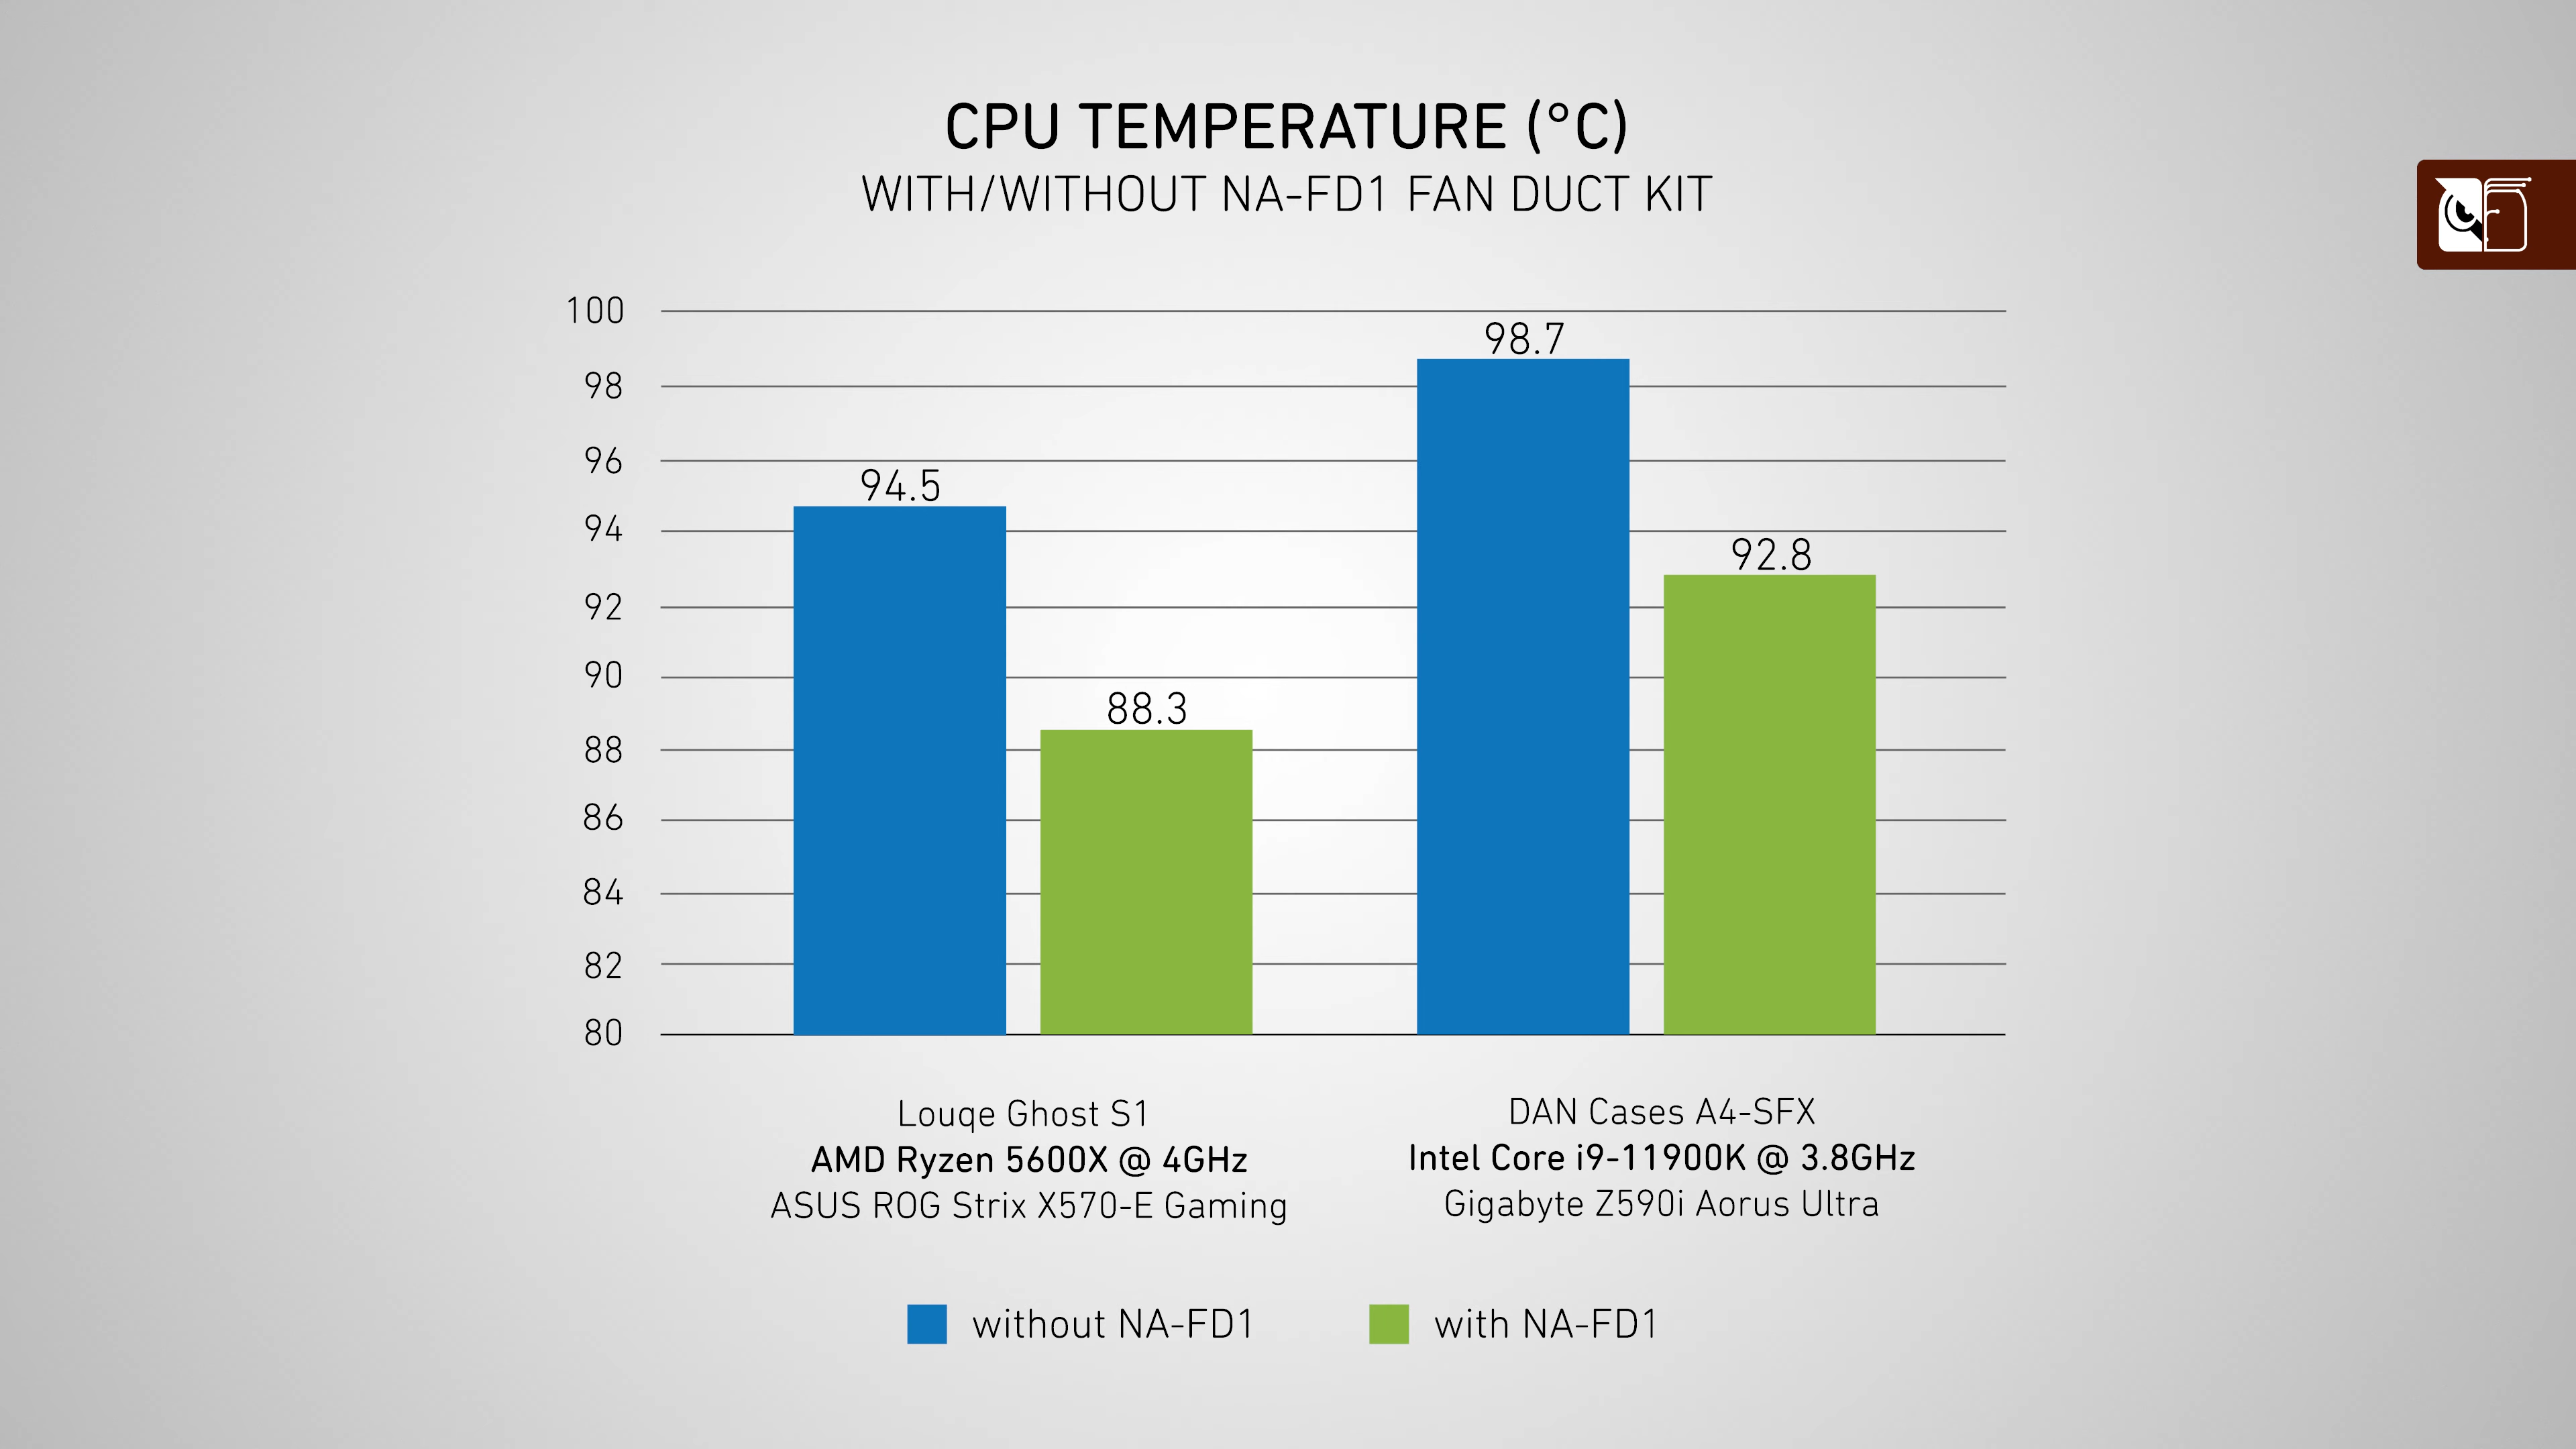 CPU TEMPERATURE (°C)
WITH/WITHOUT NA-FD1 FAN DUCT KIT
100
98.7
98
96
94.5
94
92.8
92
90
88.3
88
86
84
82
80
Louqe Ghost S1
AMD Ryzen 5600X @ 4GHz
ASUS ROG Strix X570-E Gaming
DAN Cases A4-SFX
Intel Core i9-11900K @ 3.8GHz
Gigabyte Z590i Aorus Ultra
without NA-FD1
with NA-FD1